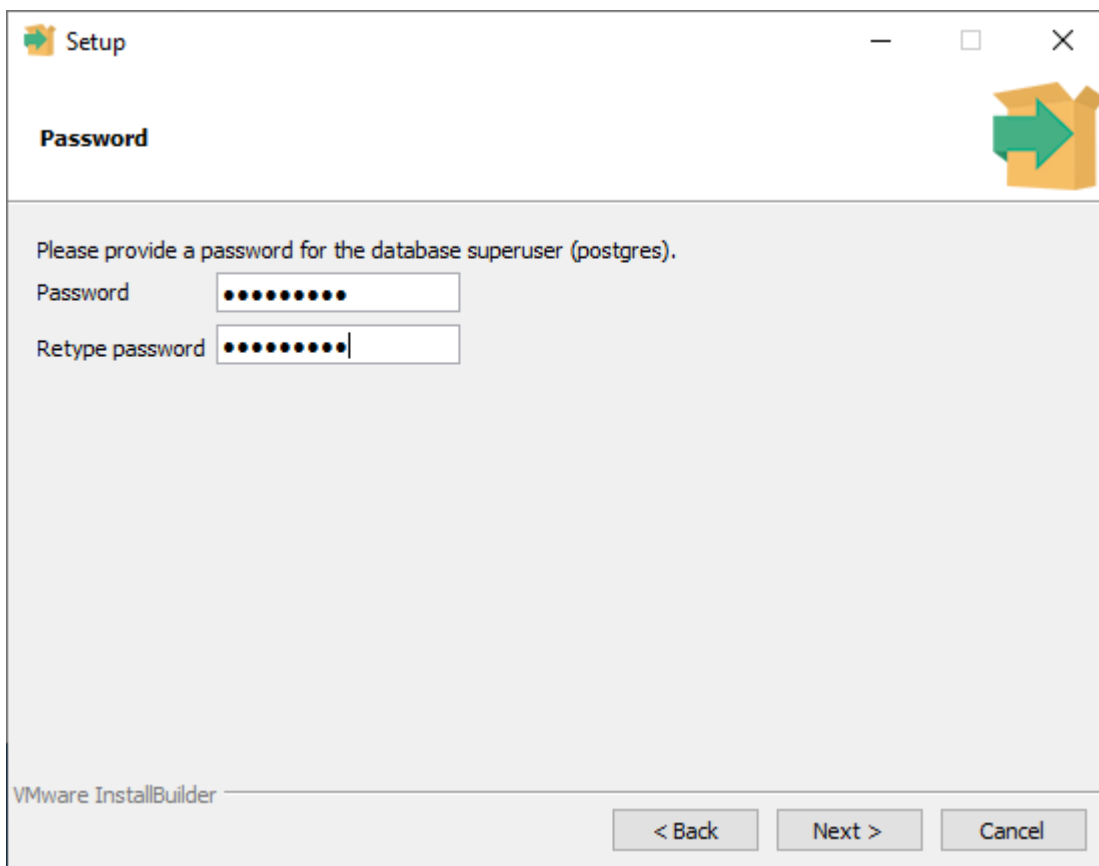 Setup
Password
Please provide a password for the database superuser (postgres).
Password •••••••••
Retype password •••••••••
VMware InstallBuilder
< Back Next > Cancel